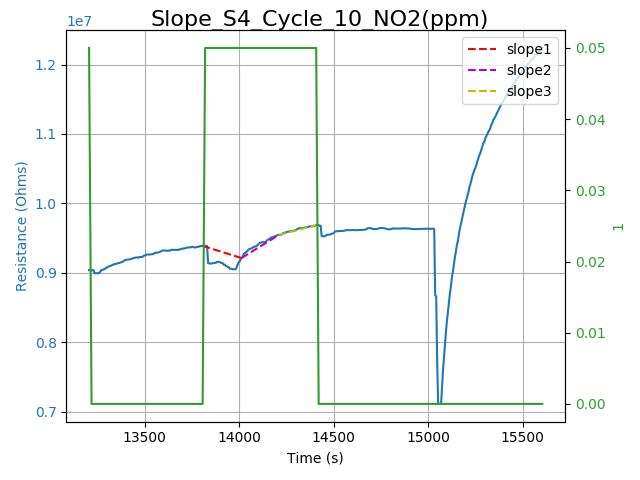 Slope_S4_Cycle_10_NO2(ppm)
1e7
slope1
slope2
slope3
1.2
1.1
1.0
0.9
0.8
0.7
Resistance (Ohms)
0.05
0.04
0.03
0.02
0.01
0.00
1
13500 14000 14500 15000 15500
Time (s)